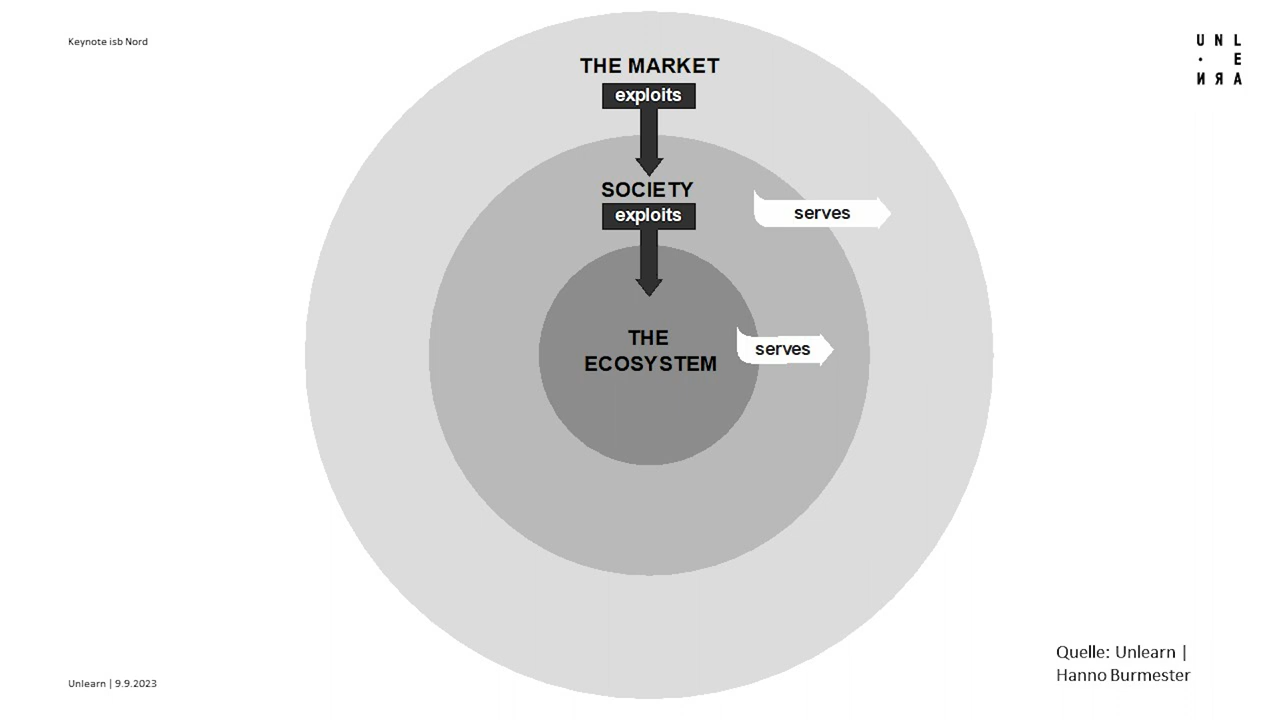 Keynote isb Nord
U N L
· E
И Я A
THE MARKET
exploits
SOCIETY
exploits
serves
THE
ECOSYSTEM
serves
Quelle: Unlearn |
Hanno Burmester
Unlearn | 9.9.2023